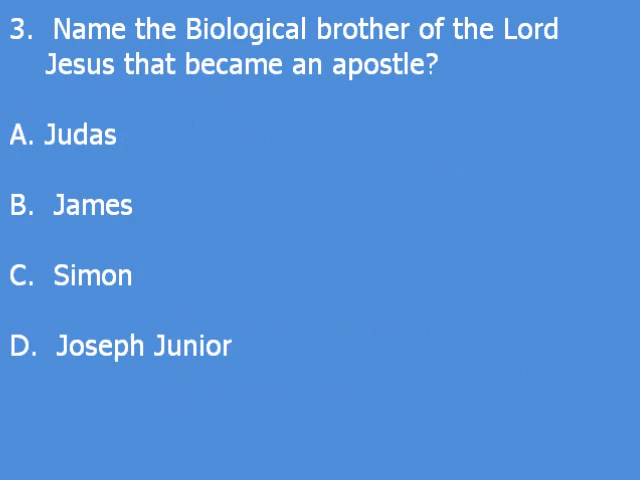 3. Name the Biological brother of the Lord
Jesus that became an apostle?
A. Judas
B. James
C. Simon
D. Joseph Junior